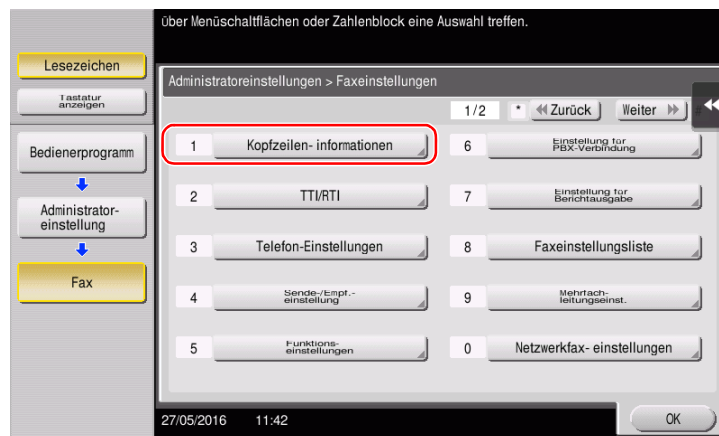 über Menüschaltflächen oder Zahlenblock eine Auswahl treffen.
Lesezeichen
Tastatur
anzeigen
Bedienerprogramm
Administrator-
einstellung
Fax
Administratoreinstellungen > Faxeinstellungen
1/2 * Zurück Weiter
1 Kopfzeilen- informationen
6 Einstellung for
PBX-Verbindung
2 TTI/RTI
7 Einstellung for
Berichtausgabe
3 Telefon-Einstellungen
8 Faxeinstellungsliste
4 Sende-/Empf.-
einstellung
9 Mehrfach-
leitungseinst.
5 Funktions-
einstellungen
0 Netzwerkfax- einstellungen
27/05/2016 11:42
OK